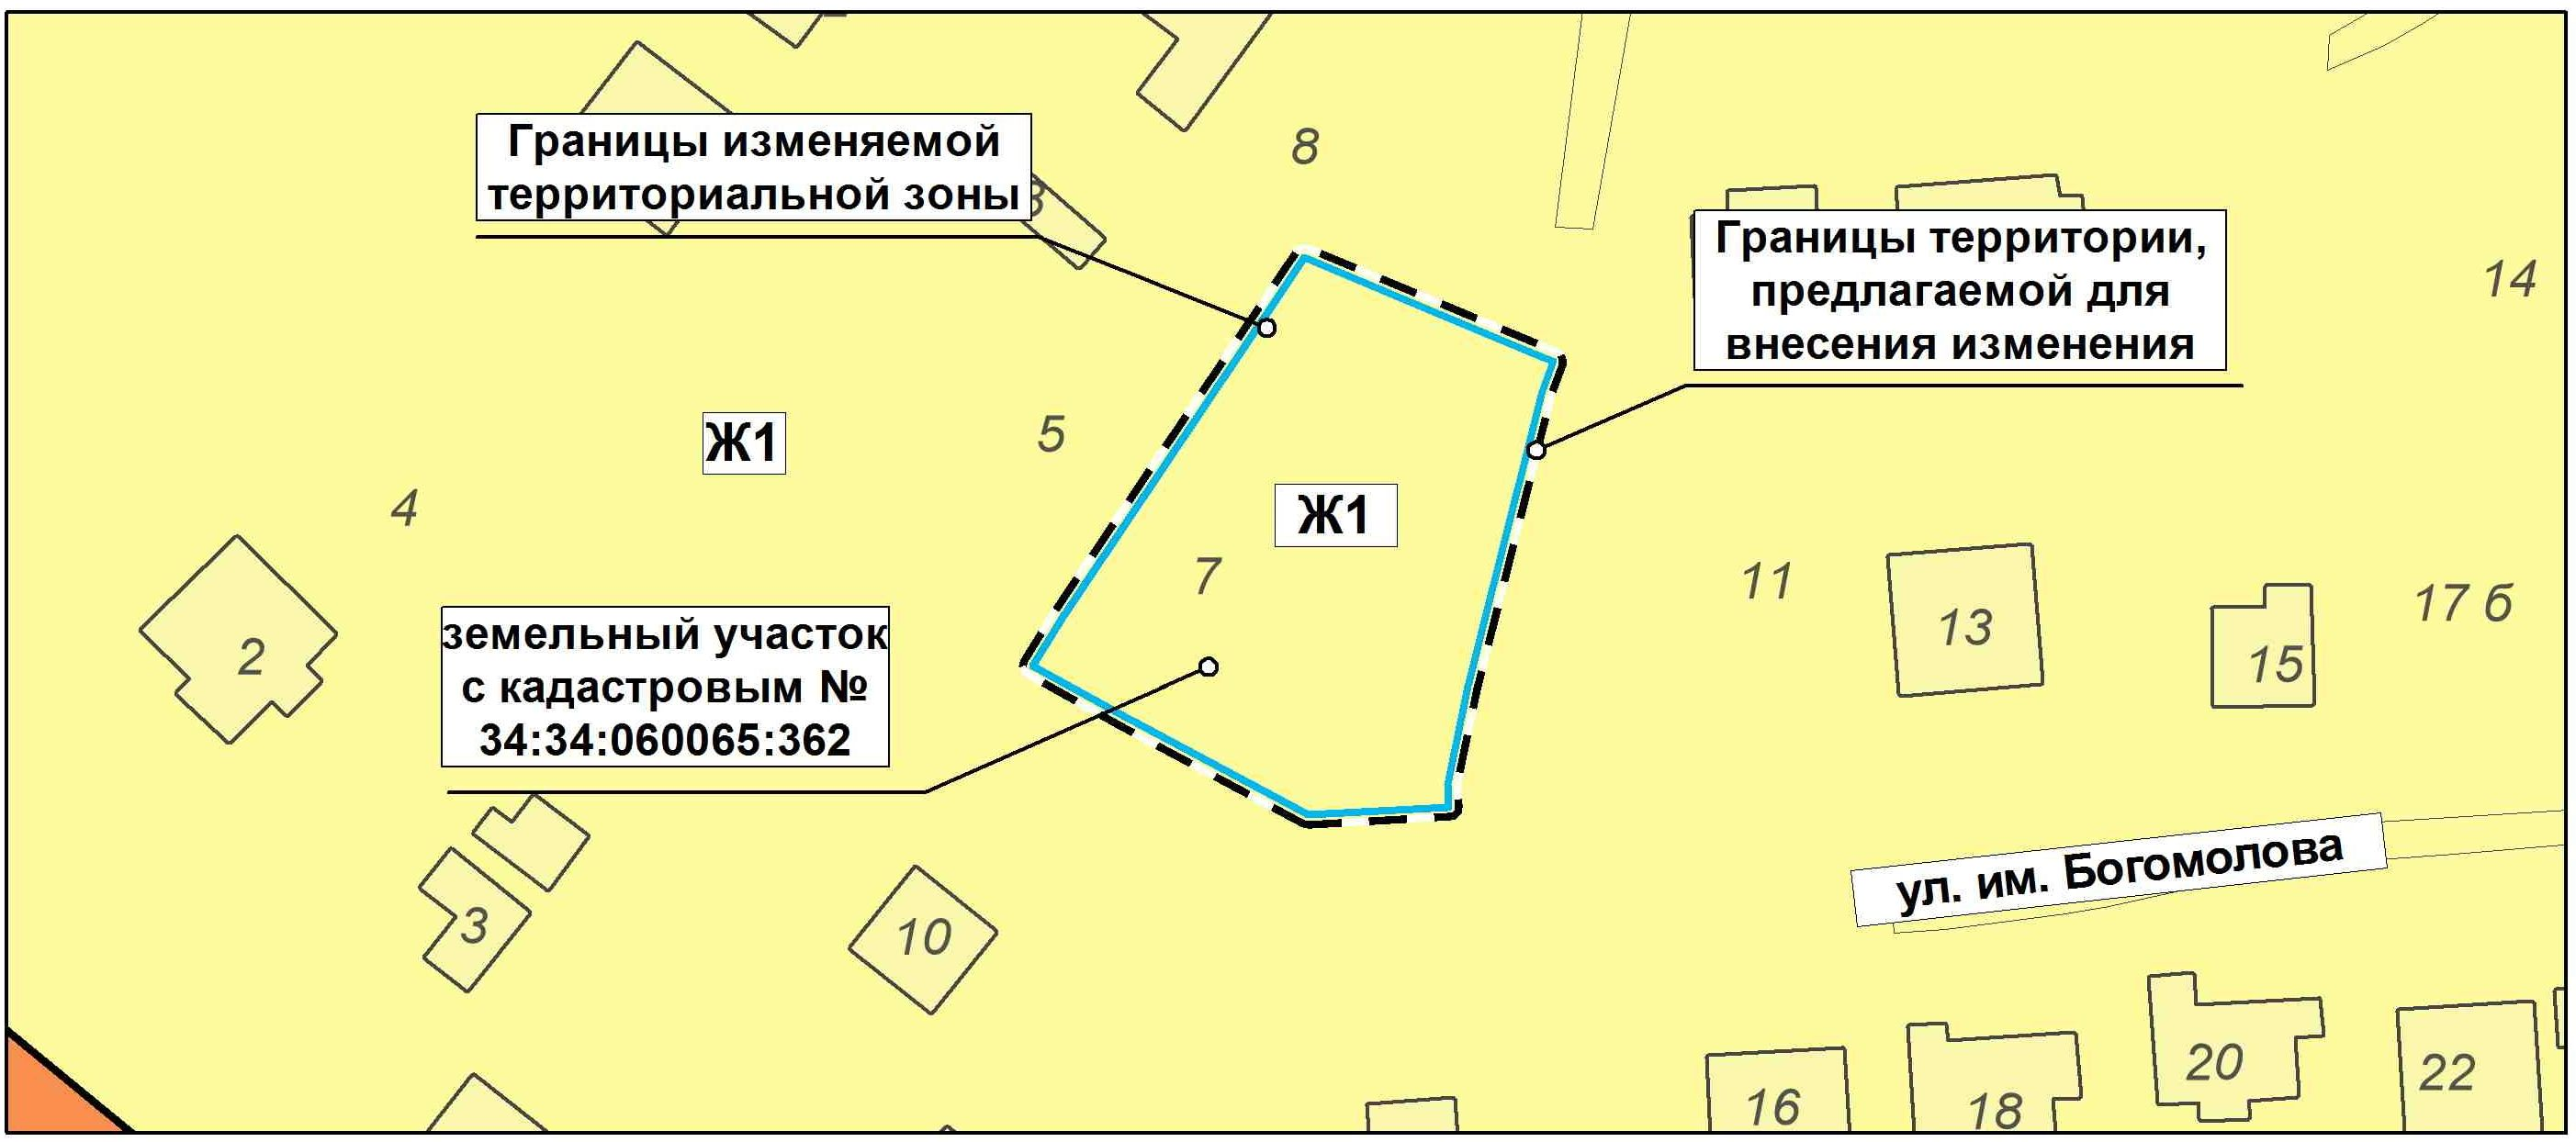 Границы изменяемой
территориальной зоны
8
Границы территории,
предлагаемой для
внесения изменения
14
Ж1
5
4
Ж1
7
11
13
15
17 б
2
земельный участок
с кадастровым №
34:34:060065:362
ул. им. Богомолова
3
10
20
22
16
18